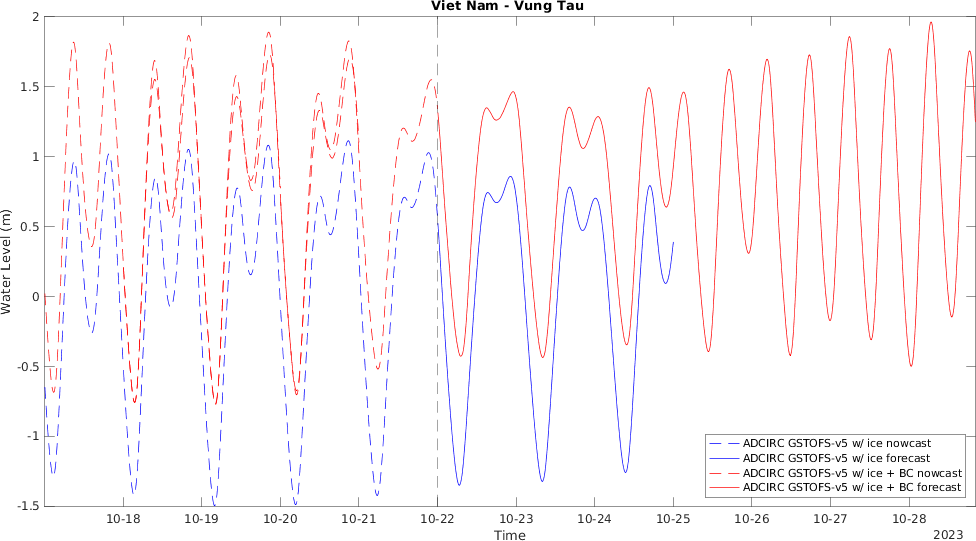 Viet Nam - Vung Tau
2
1.5
1
0.5
0
-0.5
-1
-1.5
Water Level (m)
10-18
10-19
10-20
10-21
10-22
10-23
10-24
10-25
10-26
10-27
10-28
Time
2023
ADCIRC GSTOFS-v5 w/ ice nowcast
ADCIRC GSTOFS-v5 w/ ice forecast
ADCIRC GSTOFS-v5 w/ ice + BC nowcast
ADCIRC GSTOFS-v5 w/ ice + BC forecast